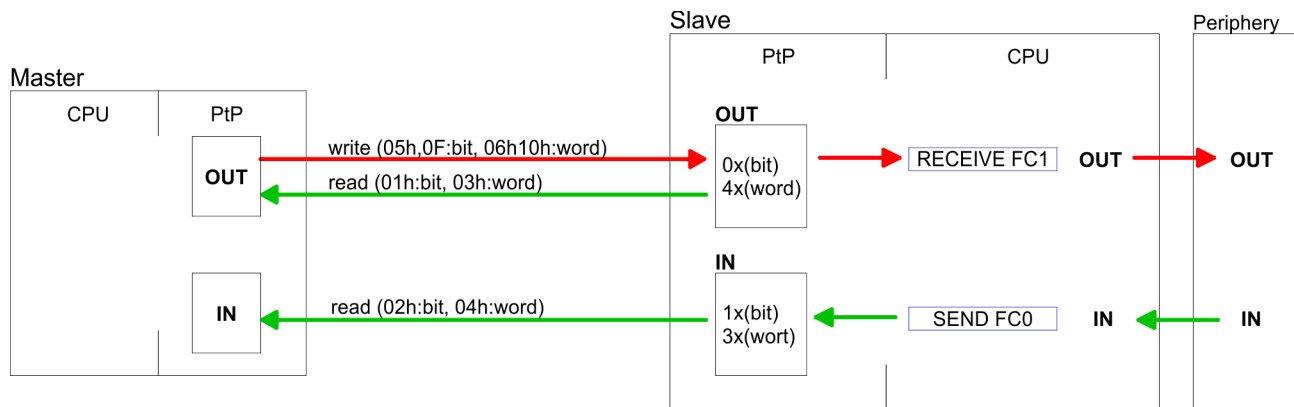 Slave
Periphery
PtP
CPU
Master
CPU
PtP
OUT
write (05h,0F:bit, 06h10h:word)
read (01h:bit, 03h:word)
OUT
0x(bit)
4x(word)
RECEIVE FC1
OUT
OUT
IN
read (02h:bit, 04h:word)
IN
1x(bit)
3x(wort)
SEND FC0
IN
IN